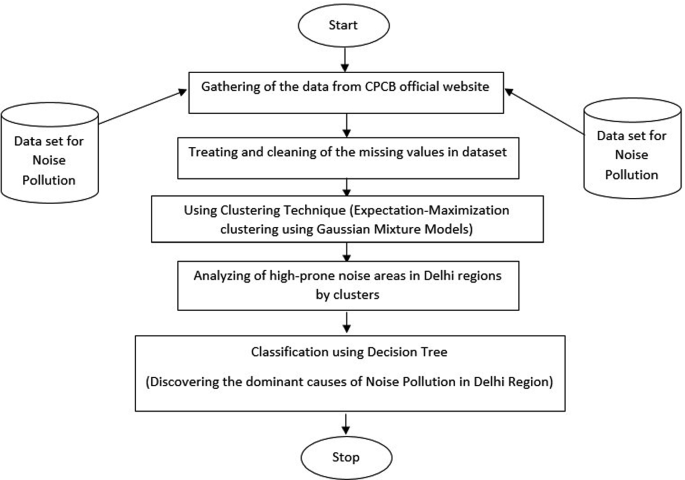 Start
Gathering of the data from CPCB official website
Data set for
Noise
Pollution
Data set for
Noise
Pollution
Treating and cleaning of the missing values in dataset
Using Clustering Technique (Expectation-Maximization
clustering using Gaussian Mixture Models)
Analyzing of high-prone noise areas in Delhi regions
by clusters
Classification using Decision Tree
(Discovering the dominant causes of Noise Pollution in Delhi Region)
Stop